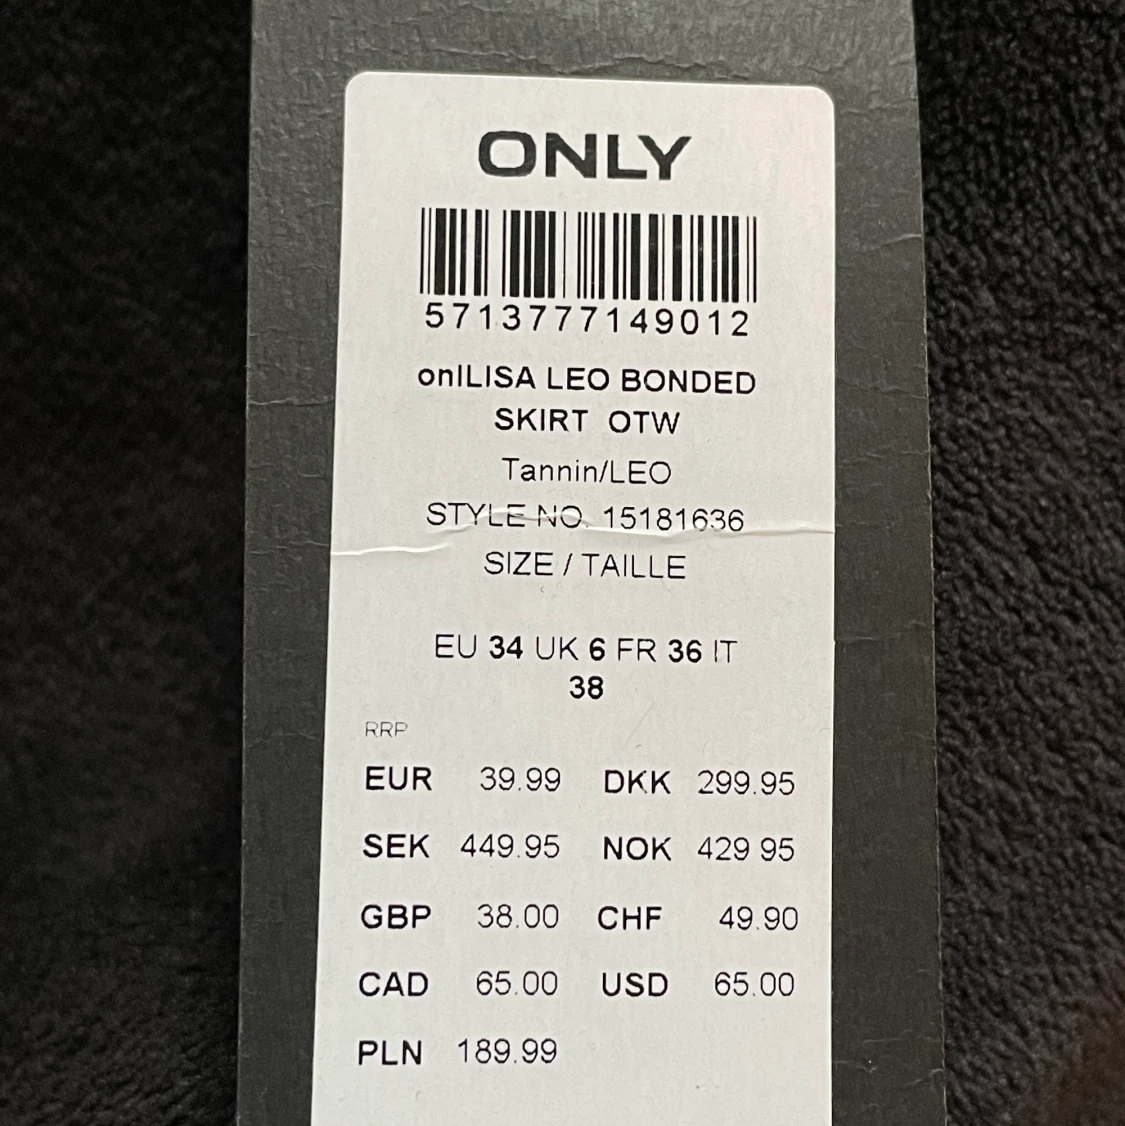 ONLY
5713777149012
onlLISA LEO BONDED
SKIRT OTW
Tannin/LEO
STYLE NO. 15181636
SIZE / TAILLE
EU 34 UK 6 FR 36 IT
38
RRP
EUR 39.99 DKK 299.95
SEK 449.95 NOK 429 95
GBP 38.00 CHF 49.90
CAD 65.00 USD 65.00
PLN 189.99